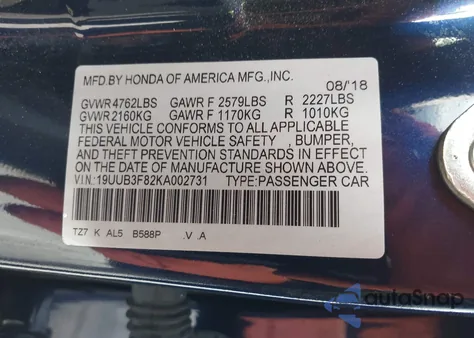 MFD.BY HONDA OF AMERICA MFG.,INC.
08/'18
GVWR 4762LBS GAWR F 2579LBS R 2227LBS
GVWR 2160KG GAWR F 1170KG R 1010KG
THIS VEHICLE CONFORMS TO ALL APPLICABLE
FEDERAL MOTOR VEHICLE SAFETY , BUMPER,
AND THEFT PREVENTION STANDARDS IN EFFECT
ON THE DATE OF MANUFACTURE SHOWN ABOVE.
VIN:19UUB3F82KA002731 TYPE:PASSENGER CAR
TZ7 K AL5 B588P .V .A
autoSnap